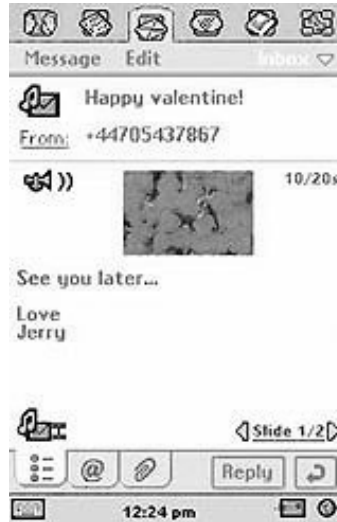 Message Edit Inbox
Happy valentine!
From: +44705437867
10/20s
See you later...
Love
Jerry
Slide 1/2
@ Reply
12:24 pm